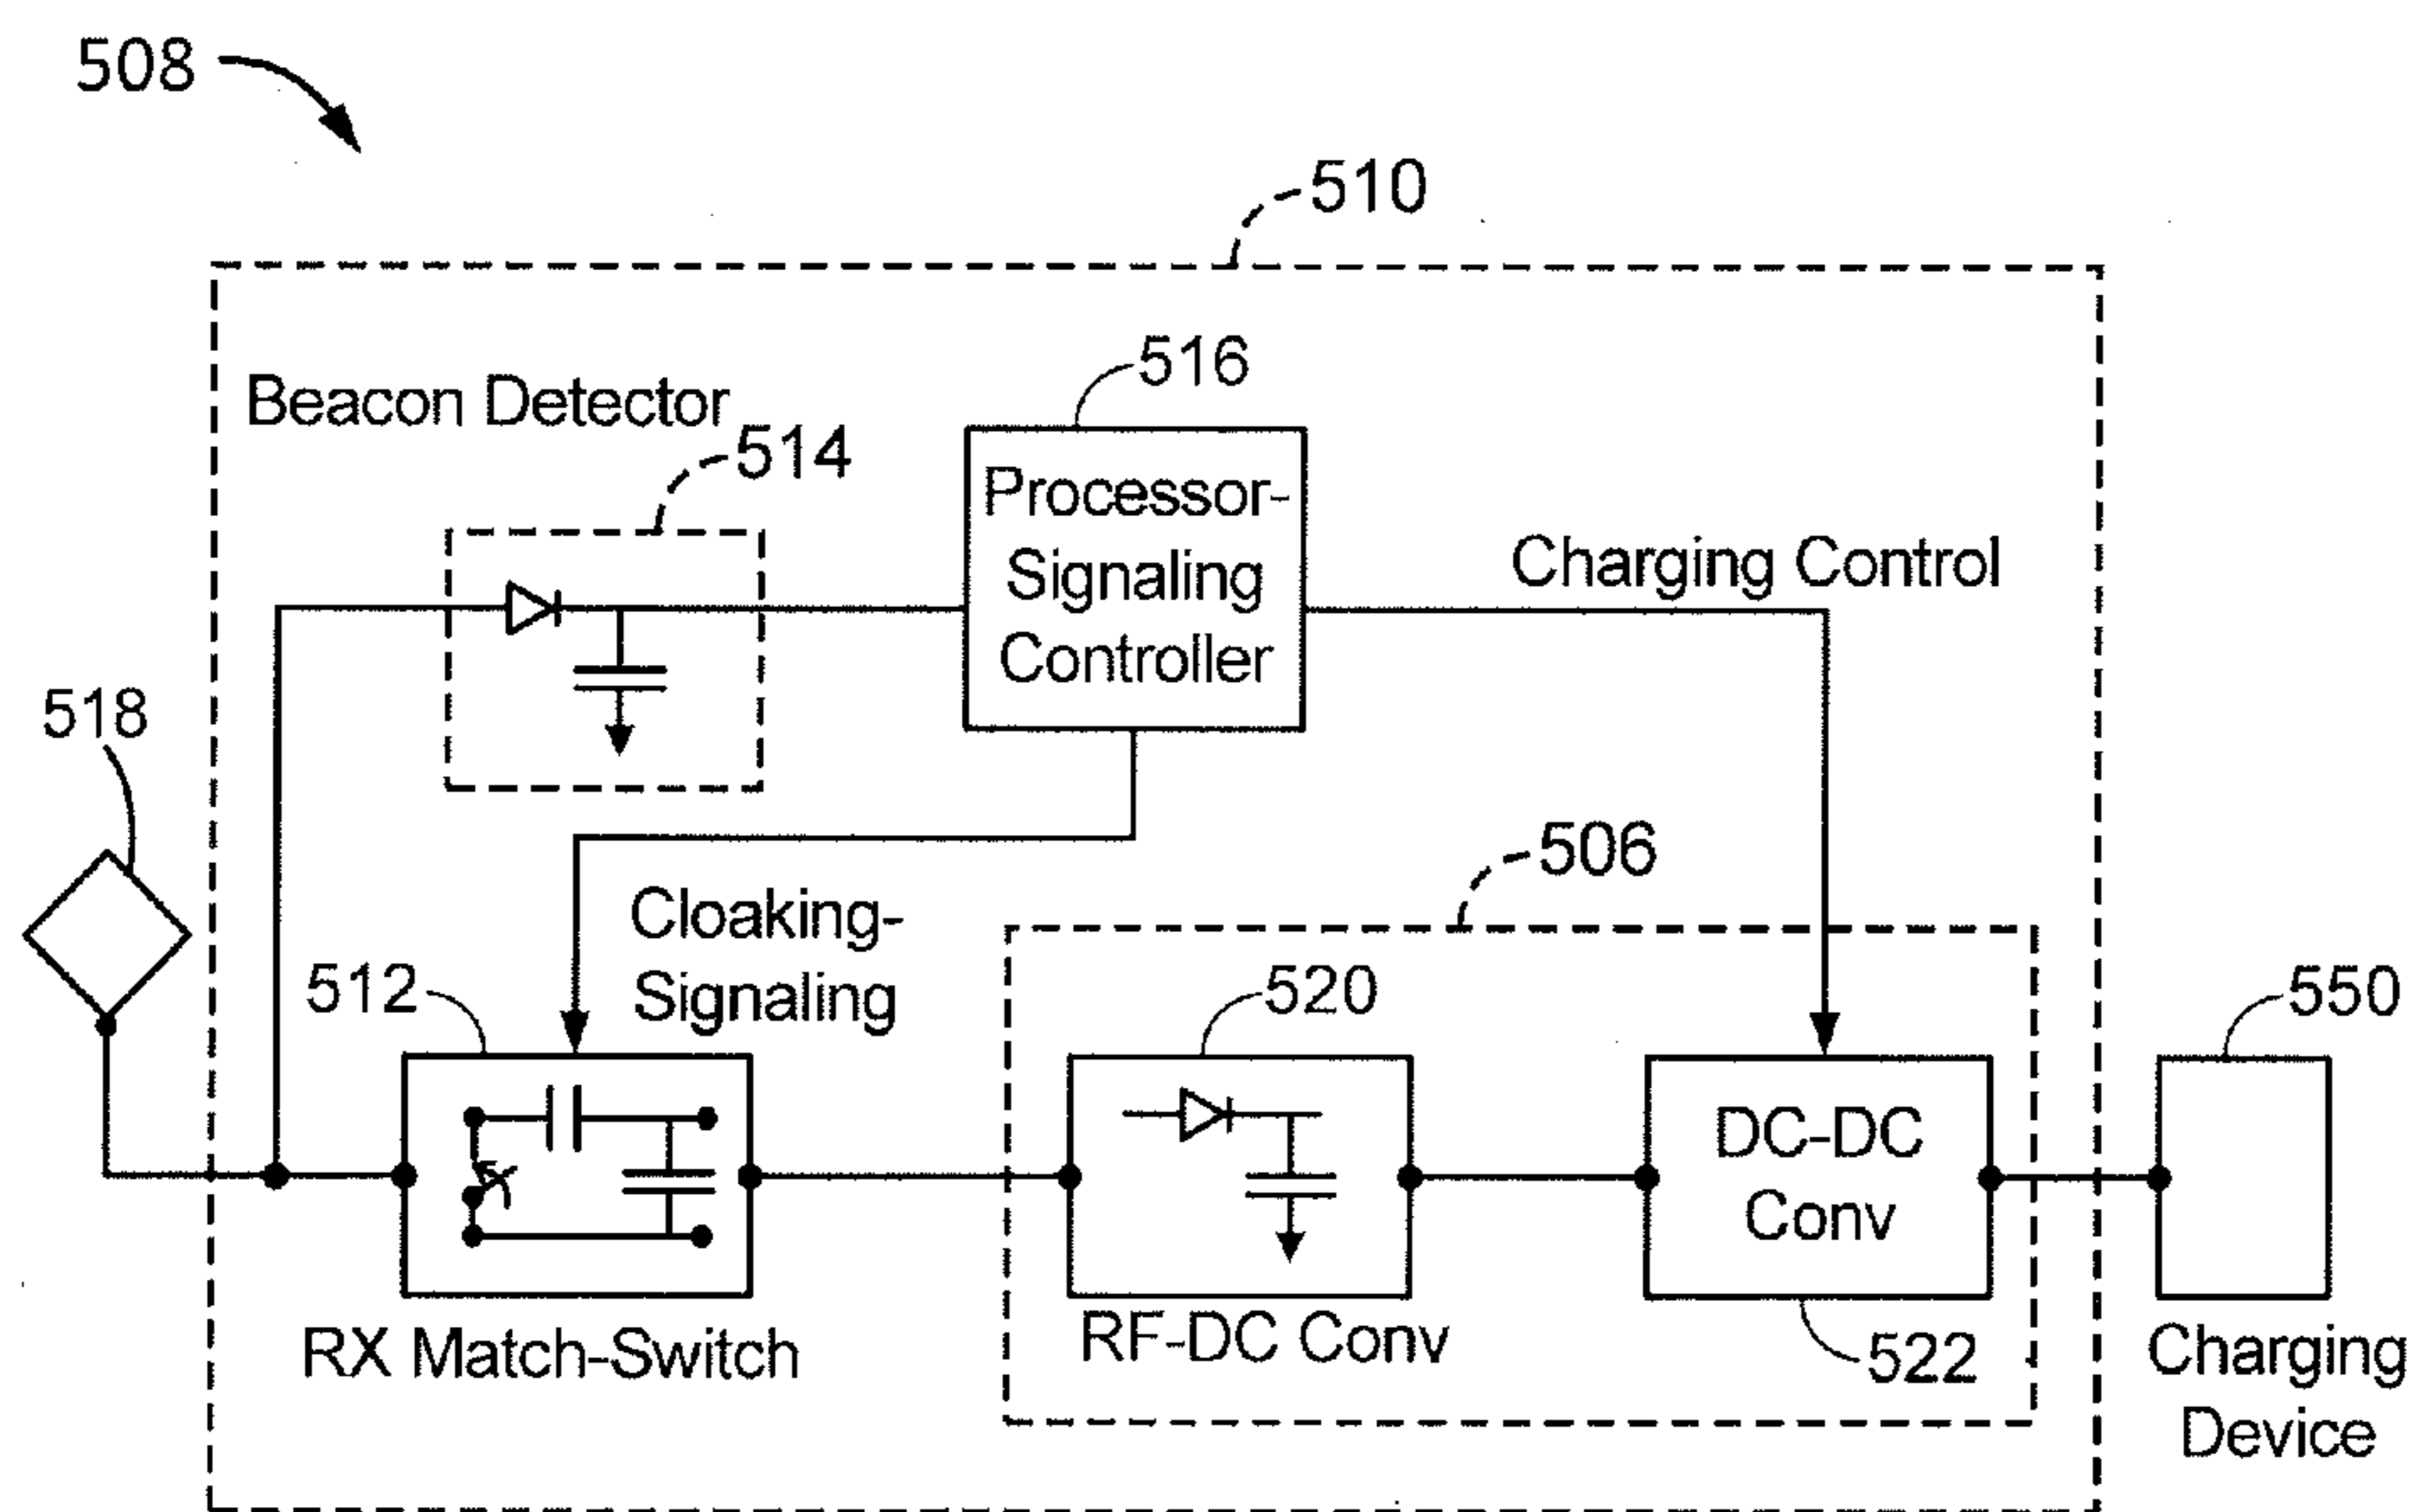 508
510
516
Beacon Detector
514
Processor-
Signaling
Controller
Charging Control
518
506
Cloaking-
Signaling
512
520
550
DC-DC
Conv
RX Match-Switch
RF-DC Conv
522
Charging
Device